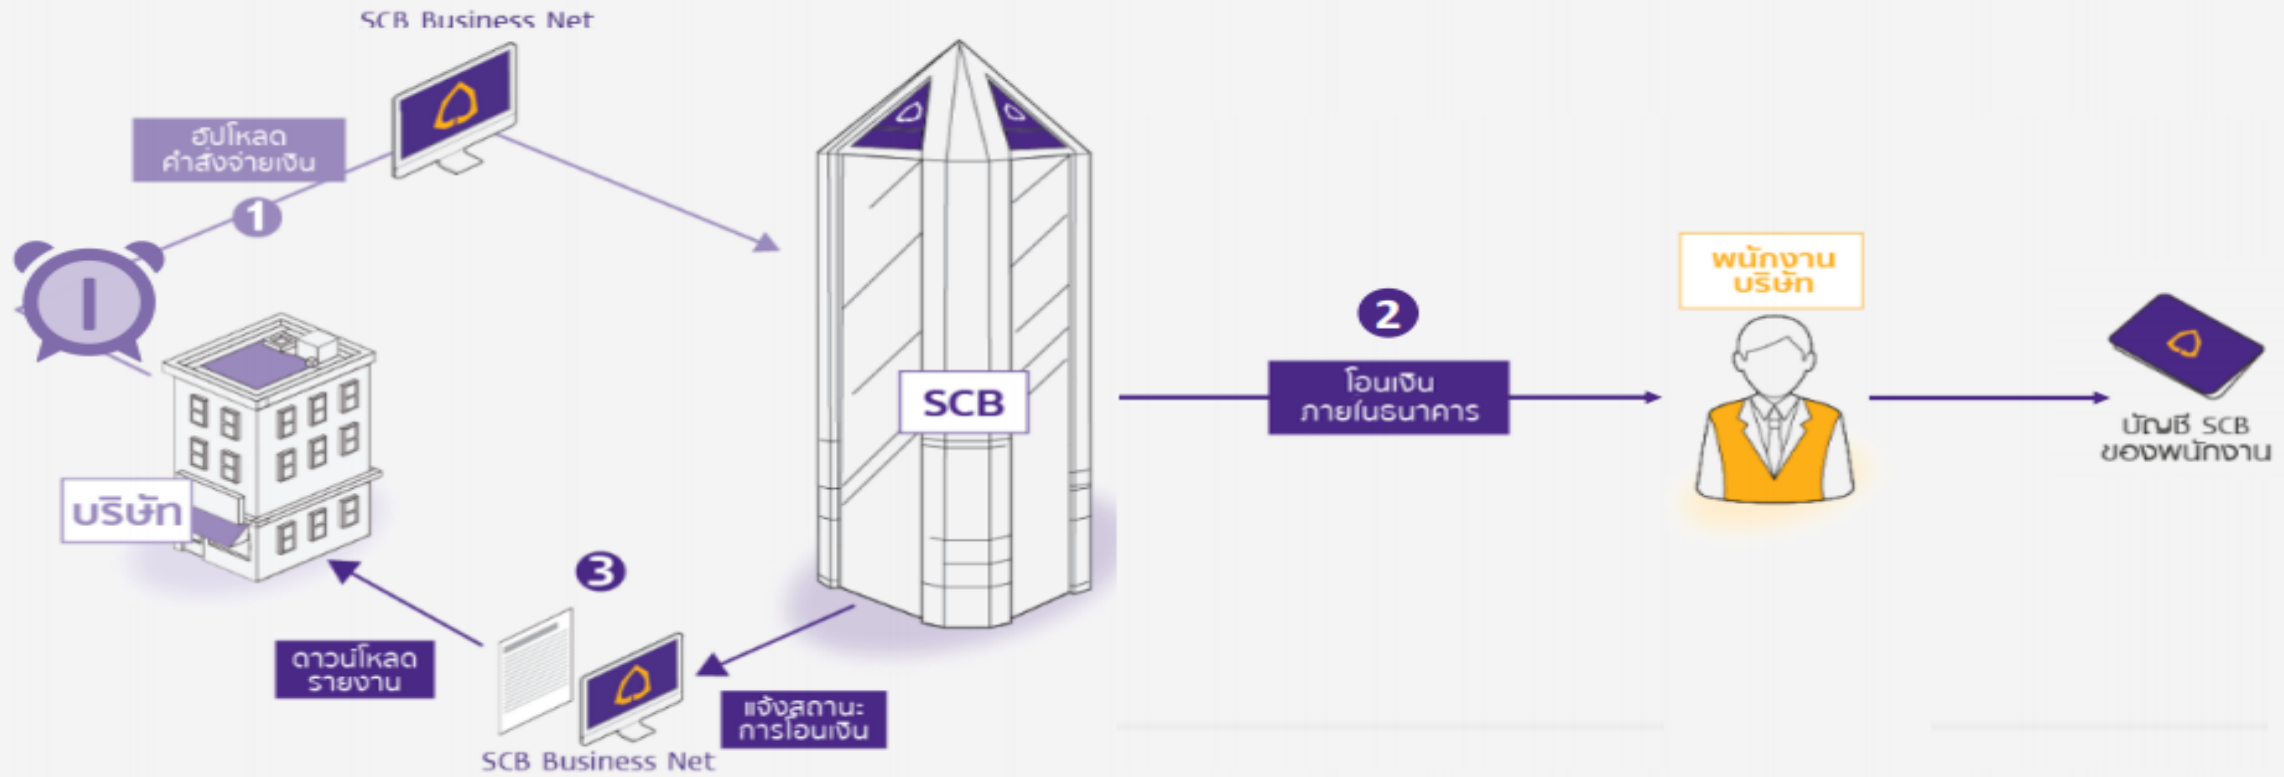 SCB Business Net
อัปโหลด
คำสั่งจ่ายเงิน
1
บริษัท
SCB
2
โอนเงิน
ภายในธนาคาร
พนักงาน
บริษัท
บัญชี SCB
ของพนักงาน
3
ดาวน์โหลด
รายงาน
แจ้งสถานะ
การโอนเงิน
SCB Business Net